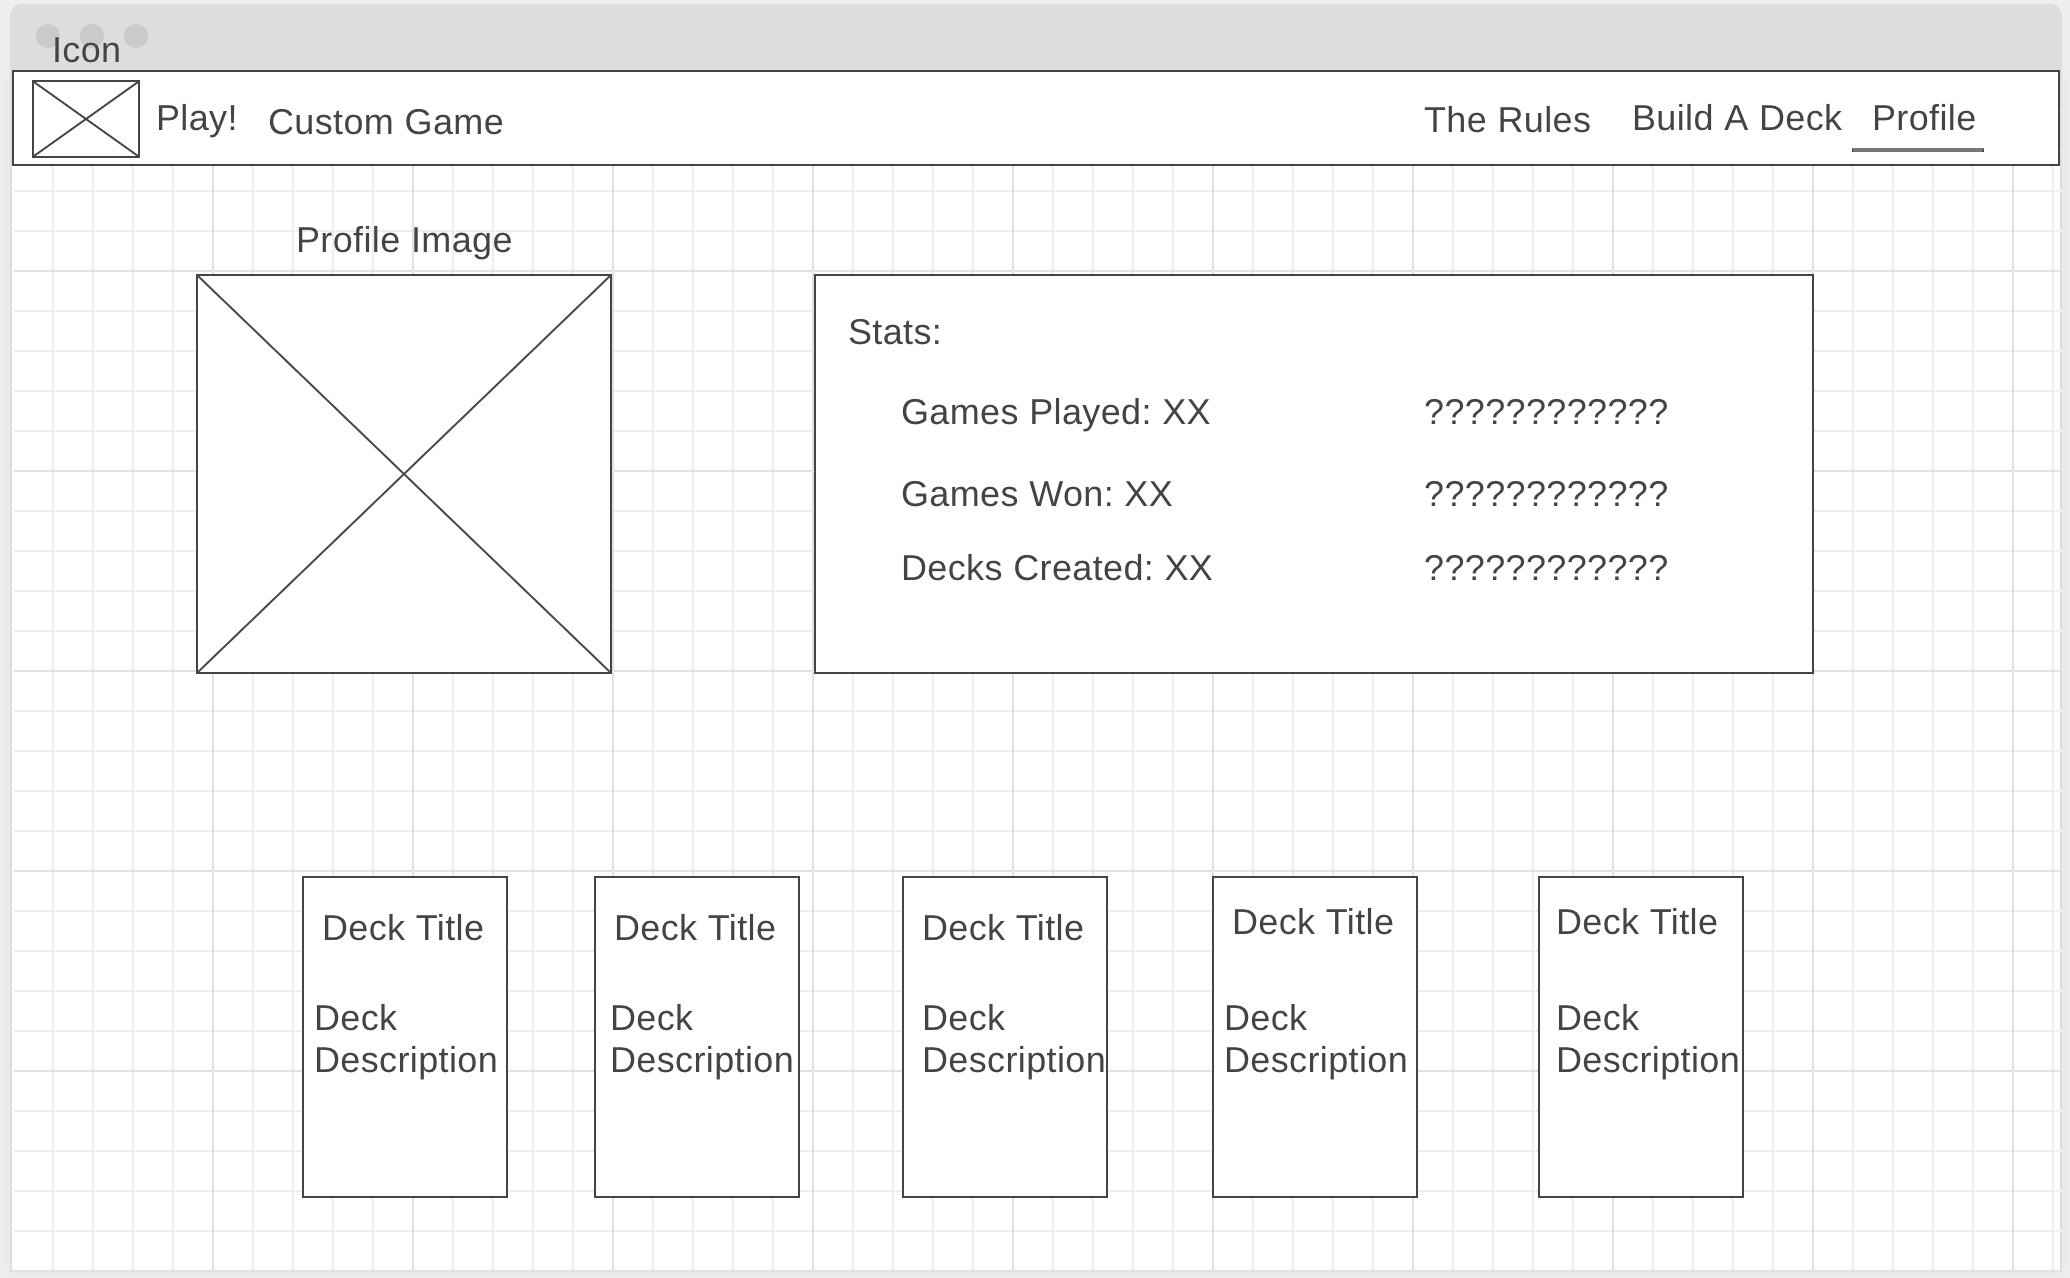 Icon
Play! Custom Game The Rules Build A Deck Profile
Profile Image
Stats:
Games Played: XX ????????????
Games Won: XX ????????????
Decks Created: XX ????????????
Deck Title Deck Title Deck Title Deck Title Deck Title
Deck
Description
Deck
Description
Deck
Description
Deck
Description
Deck
Description